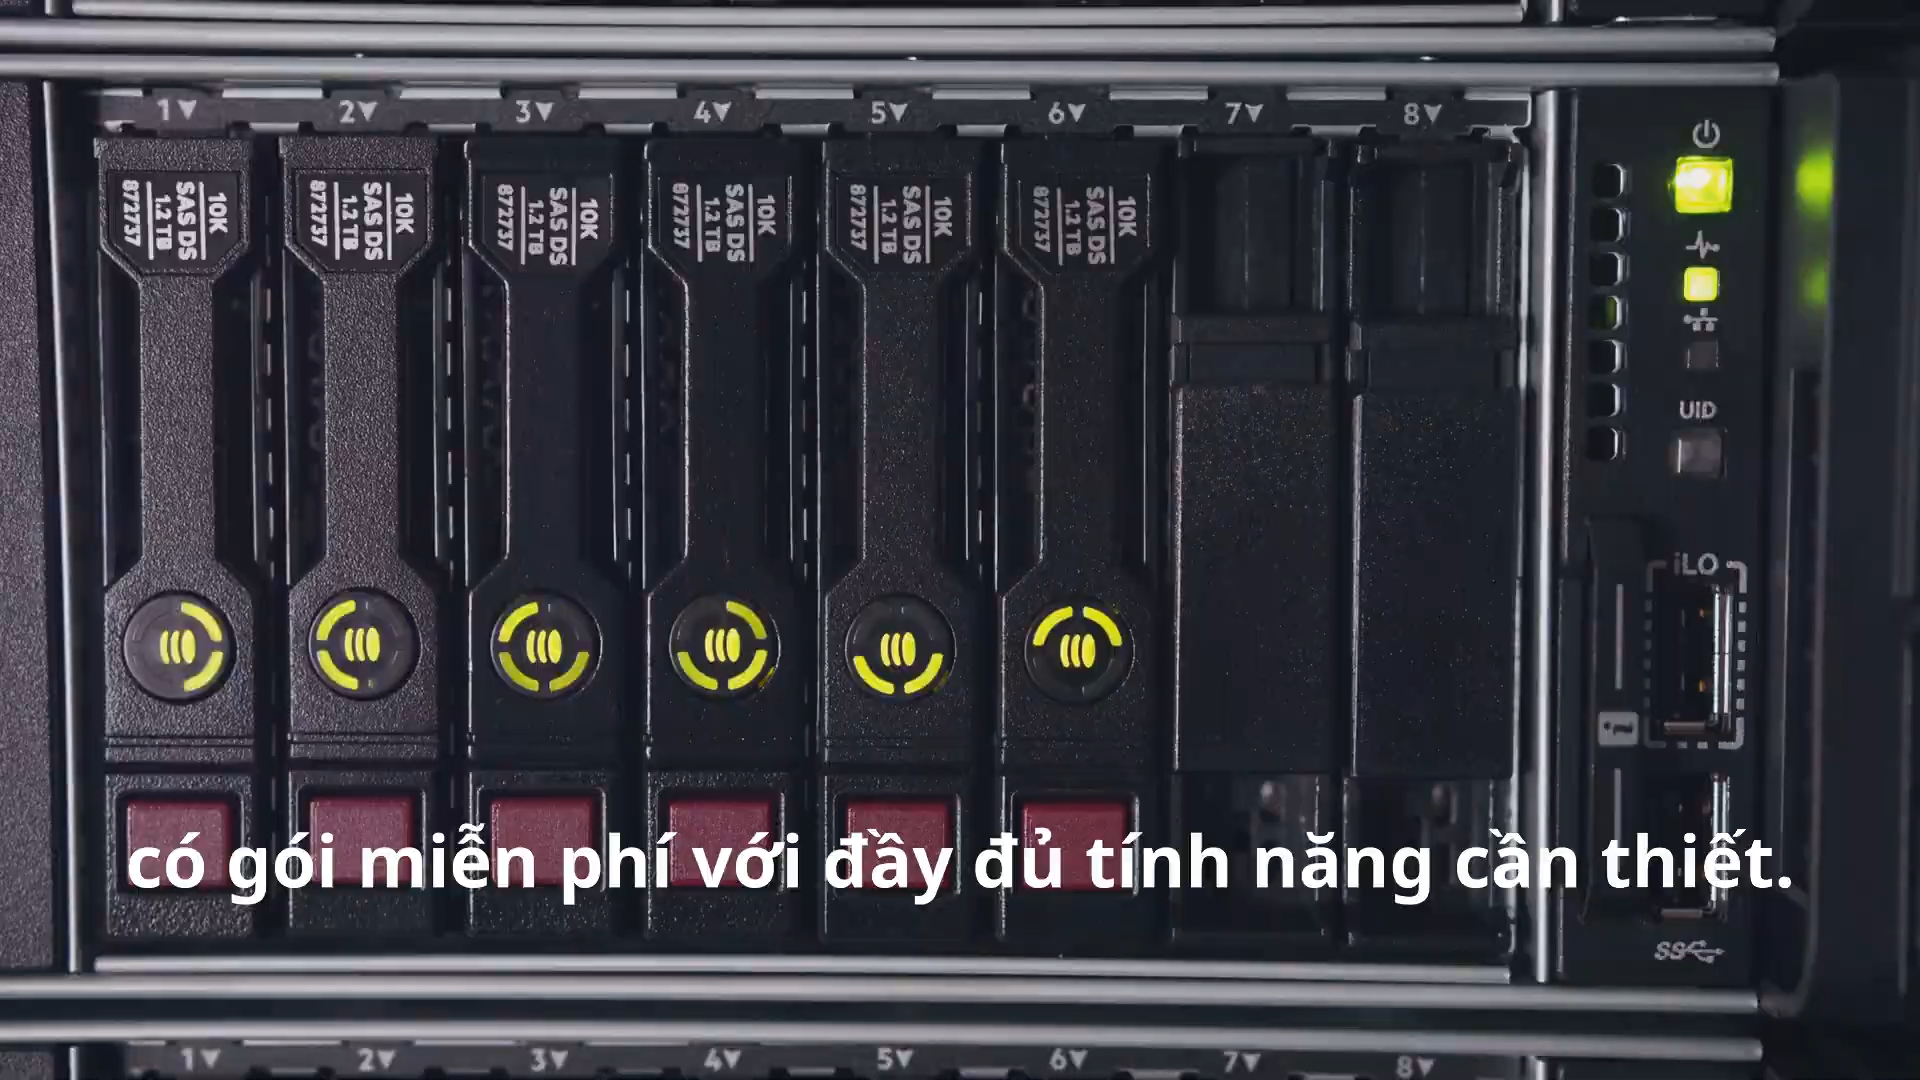 1 2 3 4 5 6 7 8
10K SAS DS 1.2 TB 872737
10K SAS DS 1.2 TB 872737
10K SAS DS 1.2 TB 872737
10K SAS DS 1.2 TB 872737
10K SAS DS 1.2 TB 872737
10K SAS DS 1.2 TB 872737
UID
iLO
i
có gói miễn phí với đầy đủ tính năng cần thiết.
SS
1 2 3 4 5 6 7 8